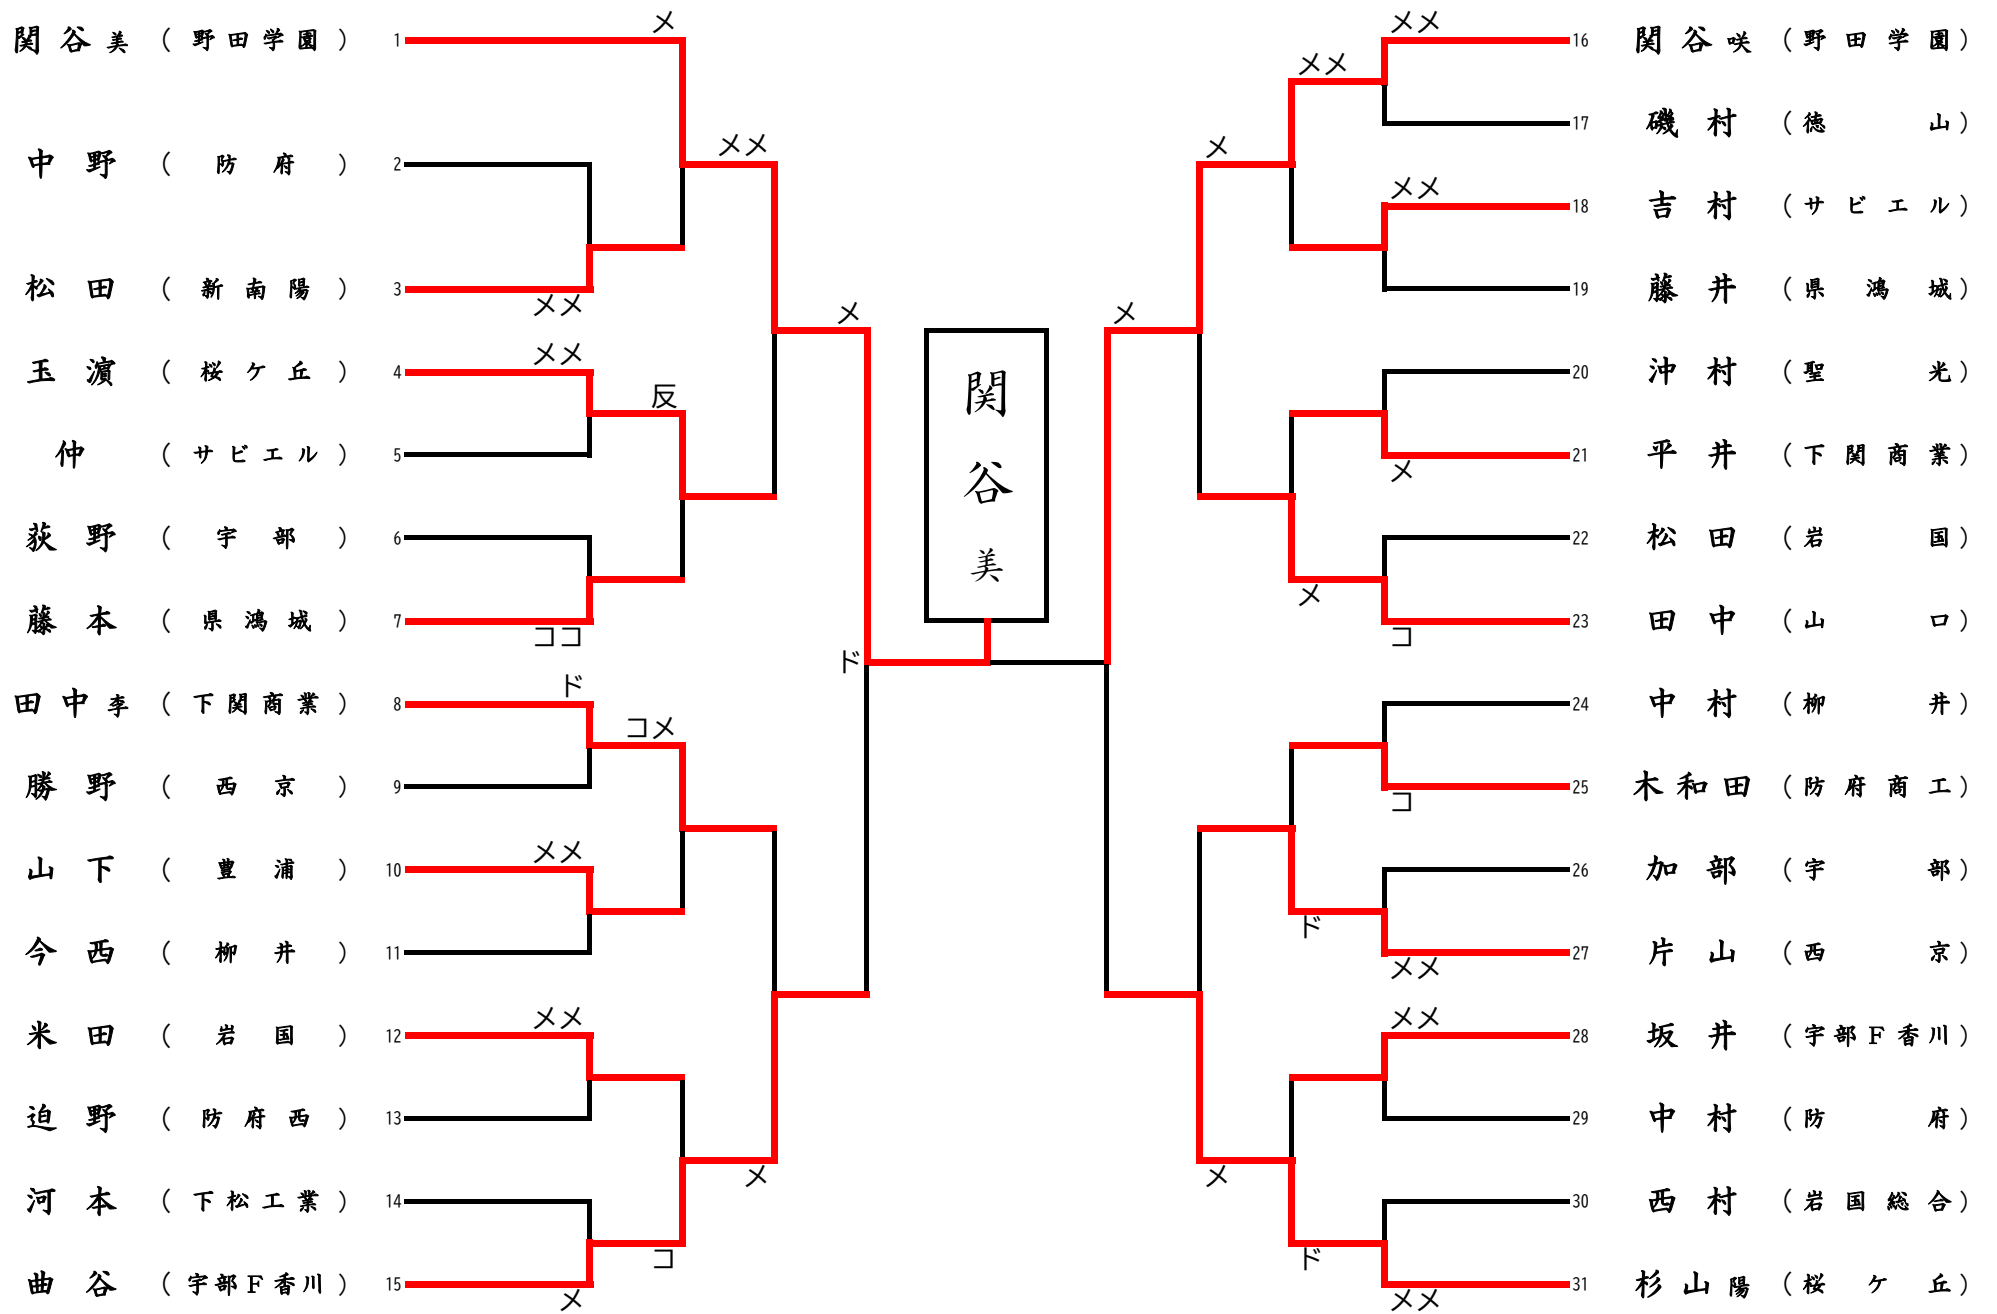 メ
関谷美 (野田学園) 1
メメ
中野 (防府) 2
松田 (新南陽) 3
メメ
メ
メメ
玉濵 (桜ケ丘) 4
反
仲 (サビエル) 5
荻野 (宇部) 6
藤本 (県鴻城) 7
ココ
ド
ド
田中李 (下関商業) 8
コメ
勝野 (西京) 9
メメ
山下 (豊浦) 10
今西 (柳井) 11
メメ
米田 (岩国) 12
迫野 (防府西) 13
メ
河本 (下松工業) 14
コ
曲谷 (宇部F香川) 15
メ
関谷美
メメ
16 関谷咲 (野田学園)
メメ
17 磯村 (徳山)
メ
メメ
18 吉村 (サビエル)
19 藤井 (県鴻城)
メ
20 沖村 (聖光)
21 平井 (下関商業)
メ
22 松田 (岩国)
メ
23 田中 (山口)
コ
24 中村 (柳井)
25 木和田 (防府商工)
コ
26 加部 (宇部)
ド
27 片山 (西京)
メメ
メメ
28 坂井 (宇部F香川)
29 中村 (防府)
メ
30 西村 (岩国総合)
ド
31 杉山陽 (桜ケ丘)
メメ